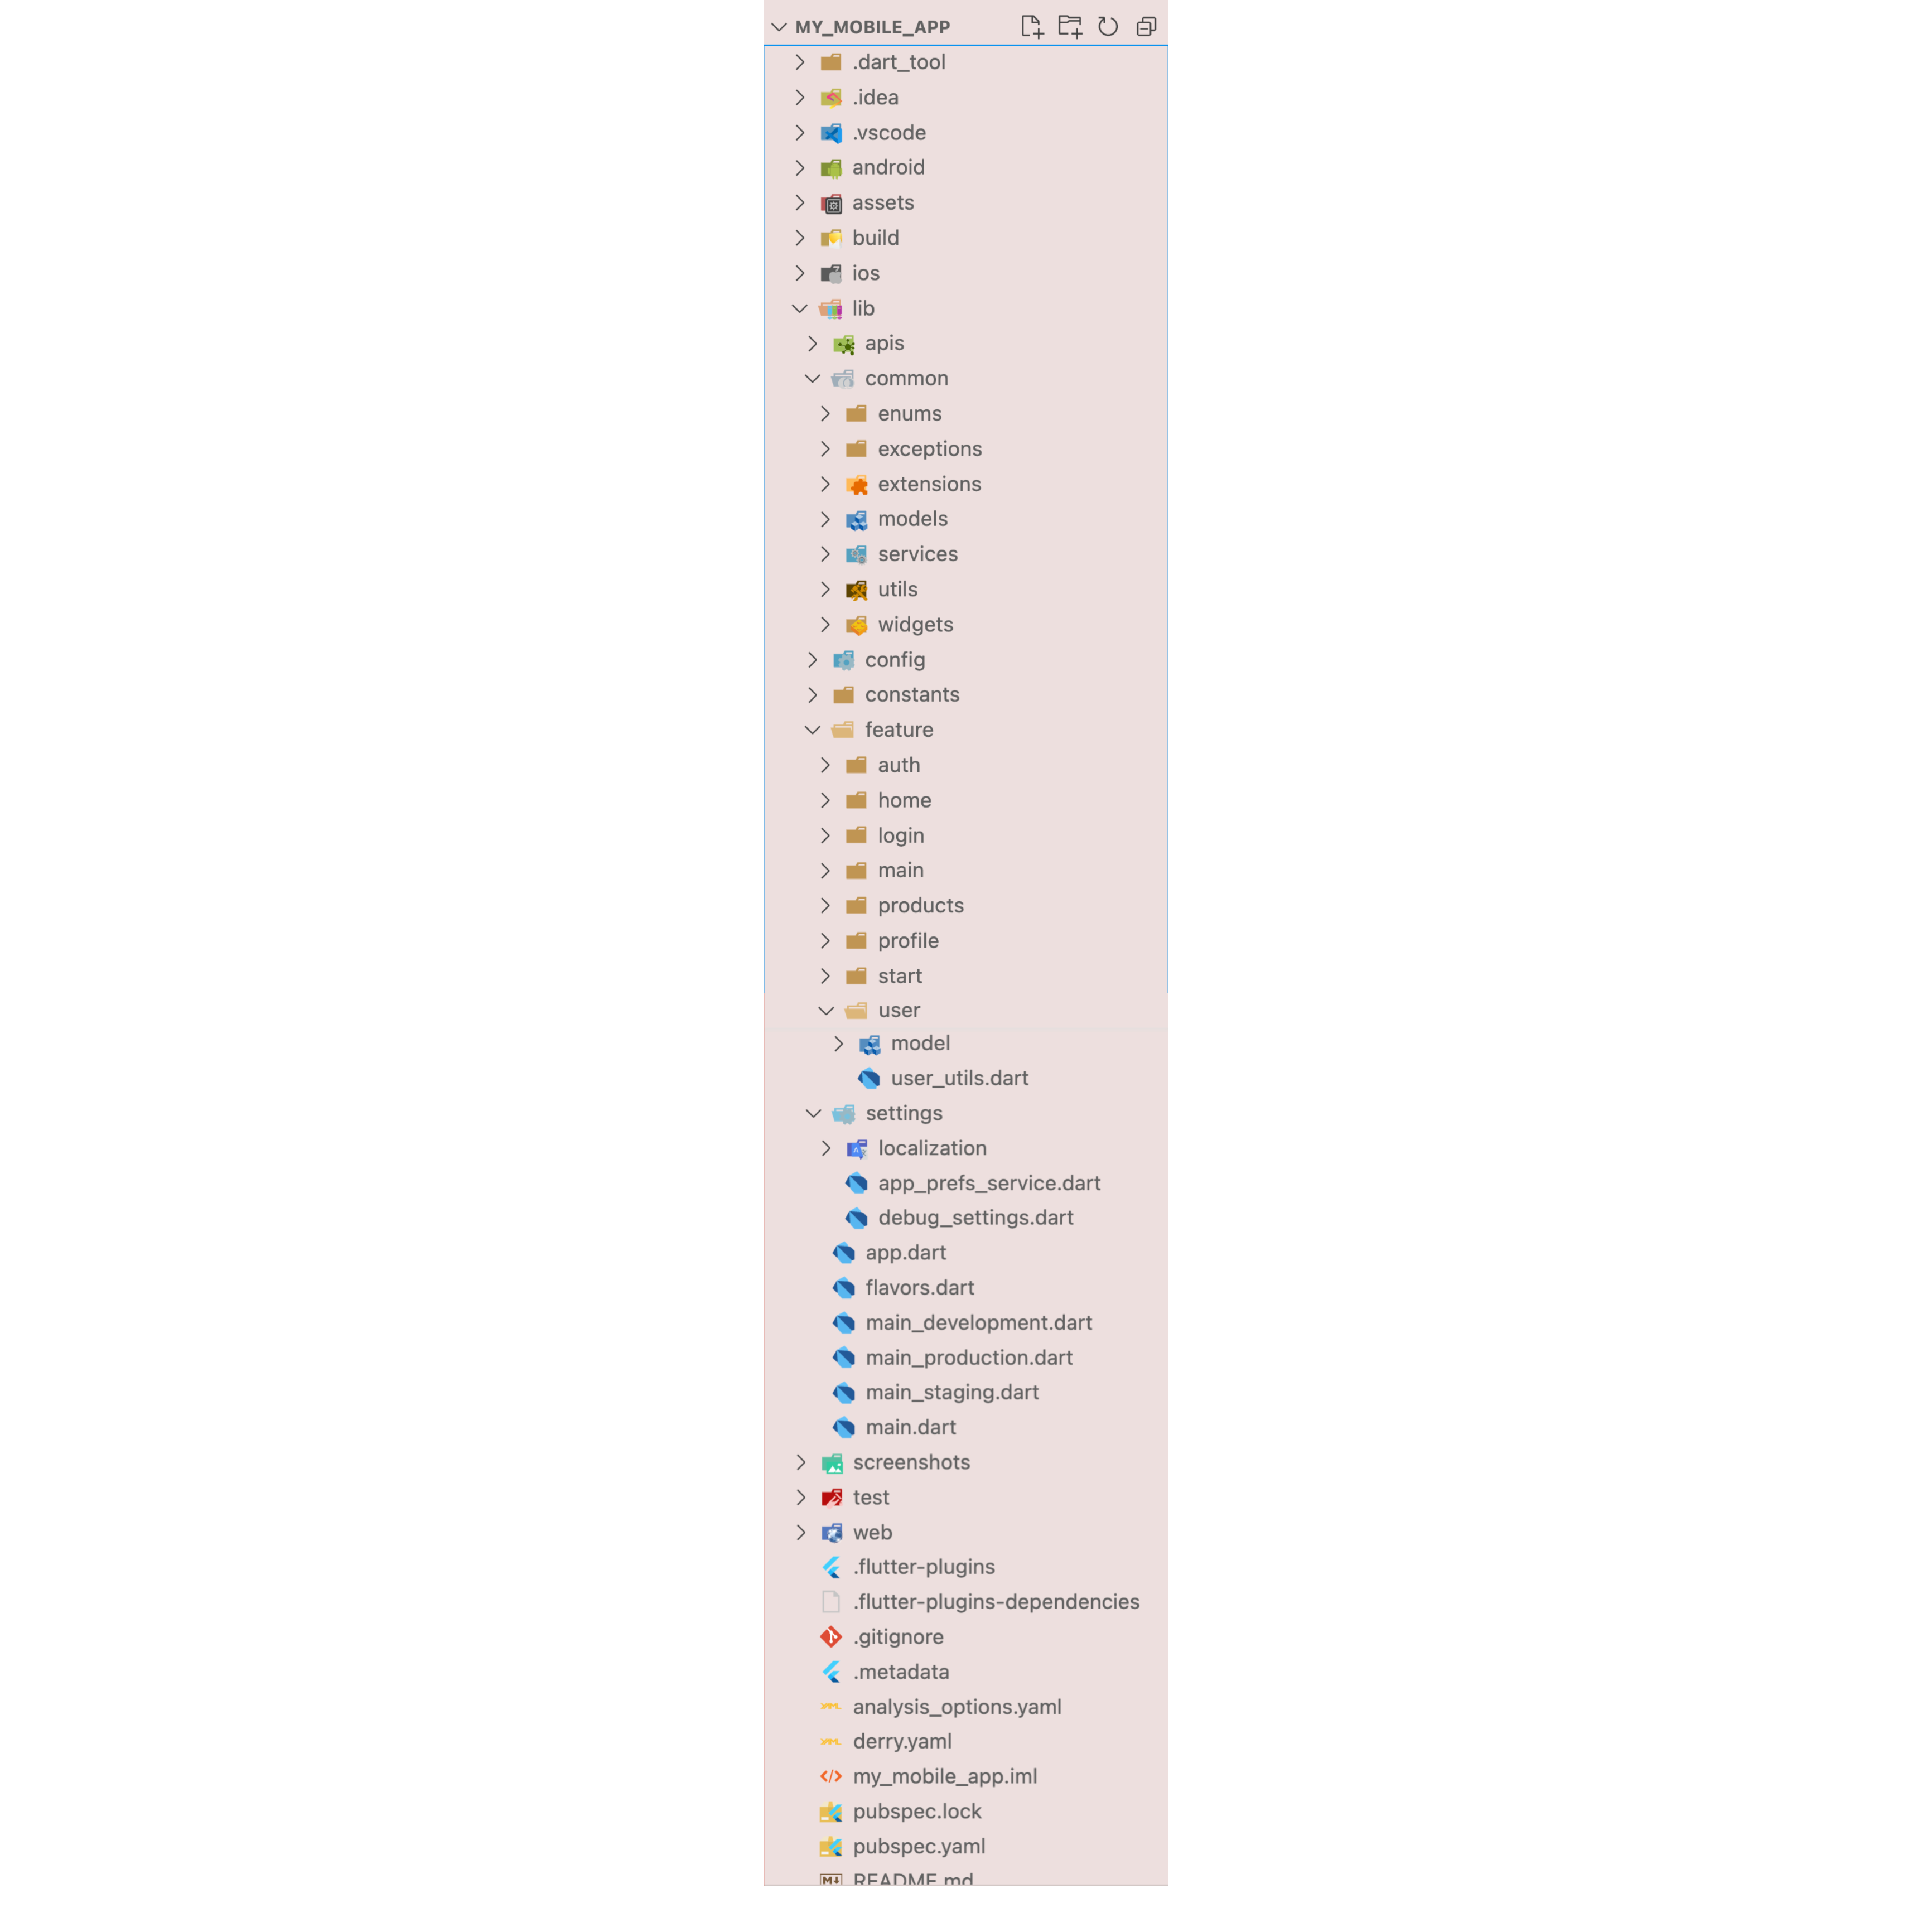 MY_MOBILE_APP
.dart_tool
.idea
.vscode
android
assets
build
ios
lib
apis
common
enums
exceptions
extensions
models
services
utils
widgets
config
constants
feature
auth
home
login
main
products
profile
start
user
model
user_utils.dart
settings
localization
app_prefs_service.dart
debug_settings.dart
app.dart
flavors.dart
main_development.dart
main_production.dart
main_staging.dart
main.dart
screenshots
test
web
.flutter-plugins
.flutter-plugins-dependencies
.gitignore
.metadata
analysis_options.yaml
derry.yaml
my_mobile_app.iml
pubspec.lock
pubspec.yaml
README.md